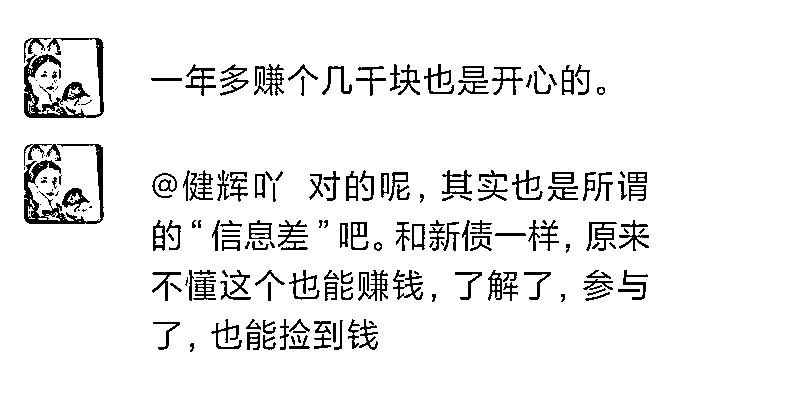 一年多赚个几千块也是开心的。
@健辉吖 对的呢，其实也是所谓
的“信息差”吧。和新债一样，原来
不懂这个也能赚钱，了解了，参与
了，也能捡到钱